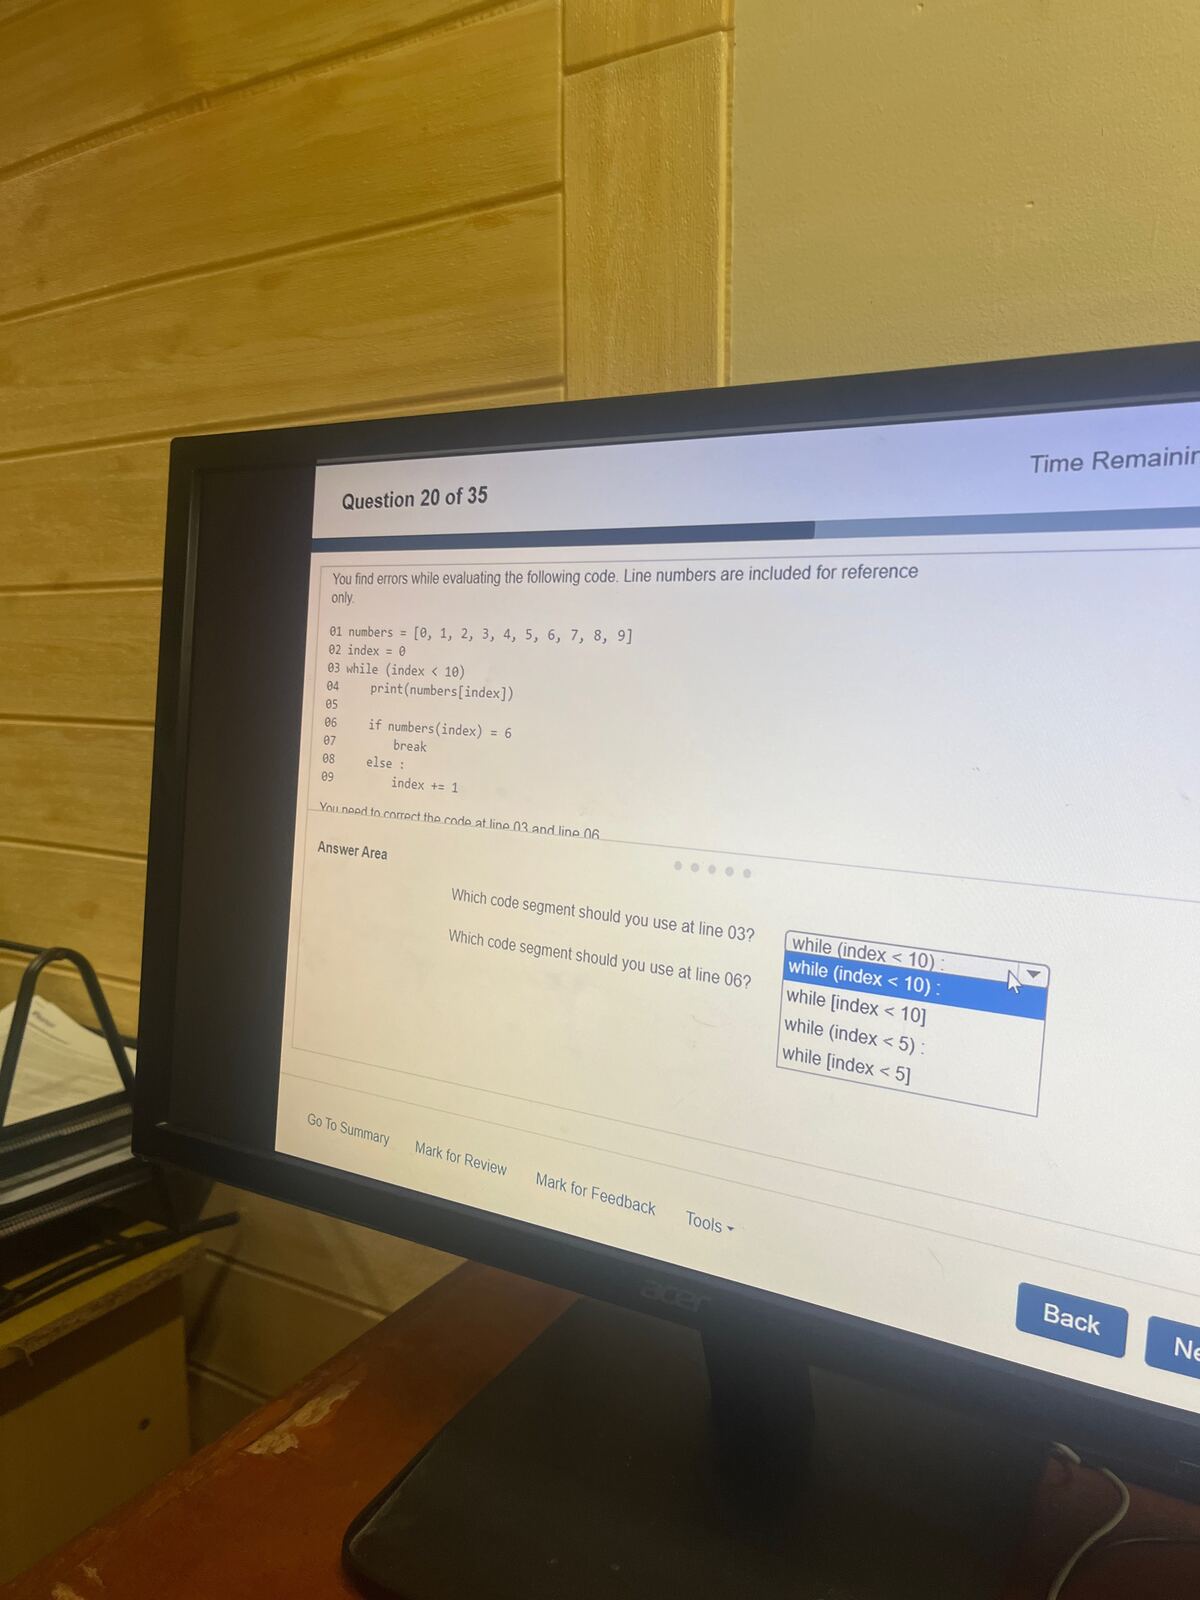 Time Remainin
Question 20 of 35
You find errors while evaluating the following code. Line numbers are included for reference
only.
01 numbers = [0, 1, 2, 3, 4, 5, 6, 7, 8, 9]
02 index = 0
03 while (index < 10)
04 print(numbers[index])
05
06 if numbers(index) = 6
07 break
08 else :
09 index += 1
You need to correct the code at line 03 and line 06
Answer Area
Which code segment should you use at line 03?
while (index < 10) :
Which code segment should you use at line 06?
while (index < 10) :
while [index < 10]
while (index < 5) :
while [index < 5]
Go To Summary
Mark for Review
Mark for Feedback
Tools
Back
Ne
acer